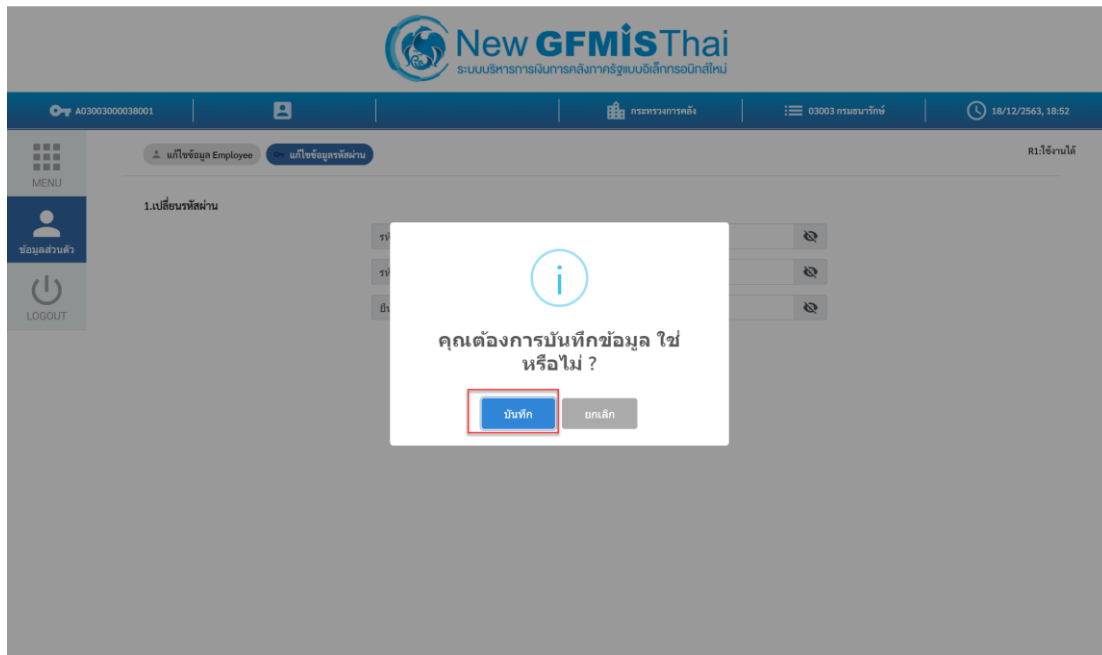 New GFMISThai
ระบบบริหารการเงินการคลังภาครัฐแบบอิเล็กทรอนิกส์ใหม่
A03003000038001
กระทรวงการคลัง
03003 กรมธนารักษ์
18/12/2563, 18:52
MENU
แก้ไขข้อมูล Employee
แก้ไขข้อมูลรหัสผ่าน
R1:ใช้งานได้
ข้อมูลส่วนตัว
LOGOUT
1.เปลี่ยนรหัสผ่าน
i
คุณต้องการบันทึกข้อมูล ใช่
หรือไม่ ?
บันทึก
ยกเลิก